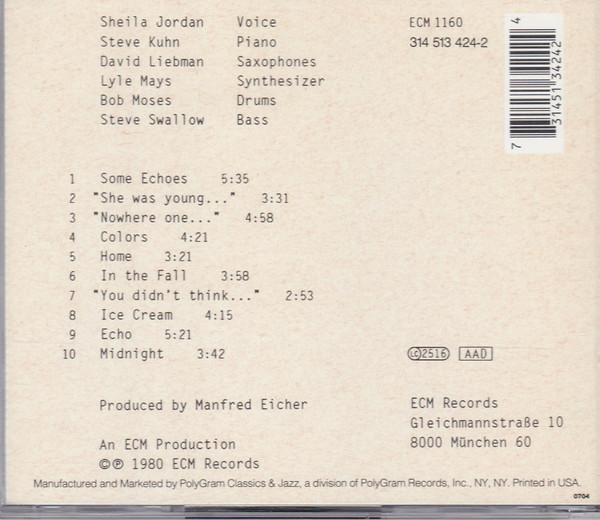 Sheila Jordan Voice ECM 1160
Steve Kuhn Piano 314 513 424-2
David Liebman Saxophones
Lyle Mays Synthesizer
Bob Moses Drums
Steve Swallow Bass
7 31451 34242 4
1 Some Echoes 5:35
2 "She was young..." 3:31
3 "Nowhere one..." 4:58
4 Colors 4:21
5 Home 3:21
6 In the Fall 3:58
7 "You didn't think..." 2:53
8 Ice Cream 4:15
9 Echo 5:21
10 Midnight 3:42
LC 2516 AAD
Produced by Manfred Eicher
An ECM Production
©℗ 1980 ECM Records
ECM Records
Gleichmannstraße 10
8000 München 60
Manufactured and Marketed by PolyGram Classics & Jazz, a division of PolyGram Records, Inc., NY, NY. Printed in USA.
0704